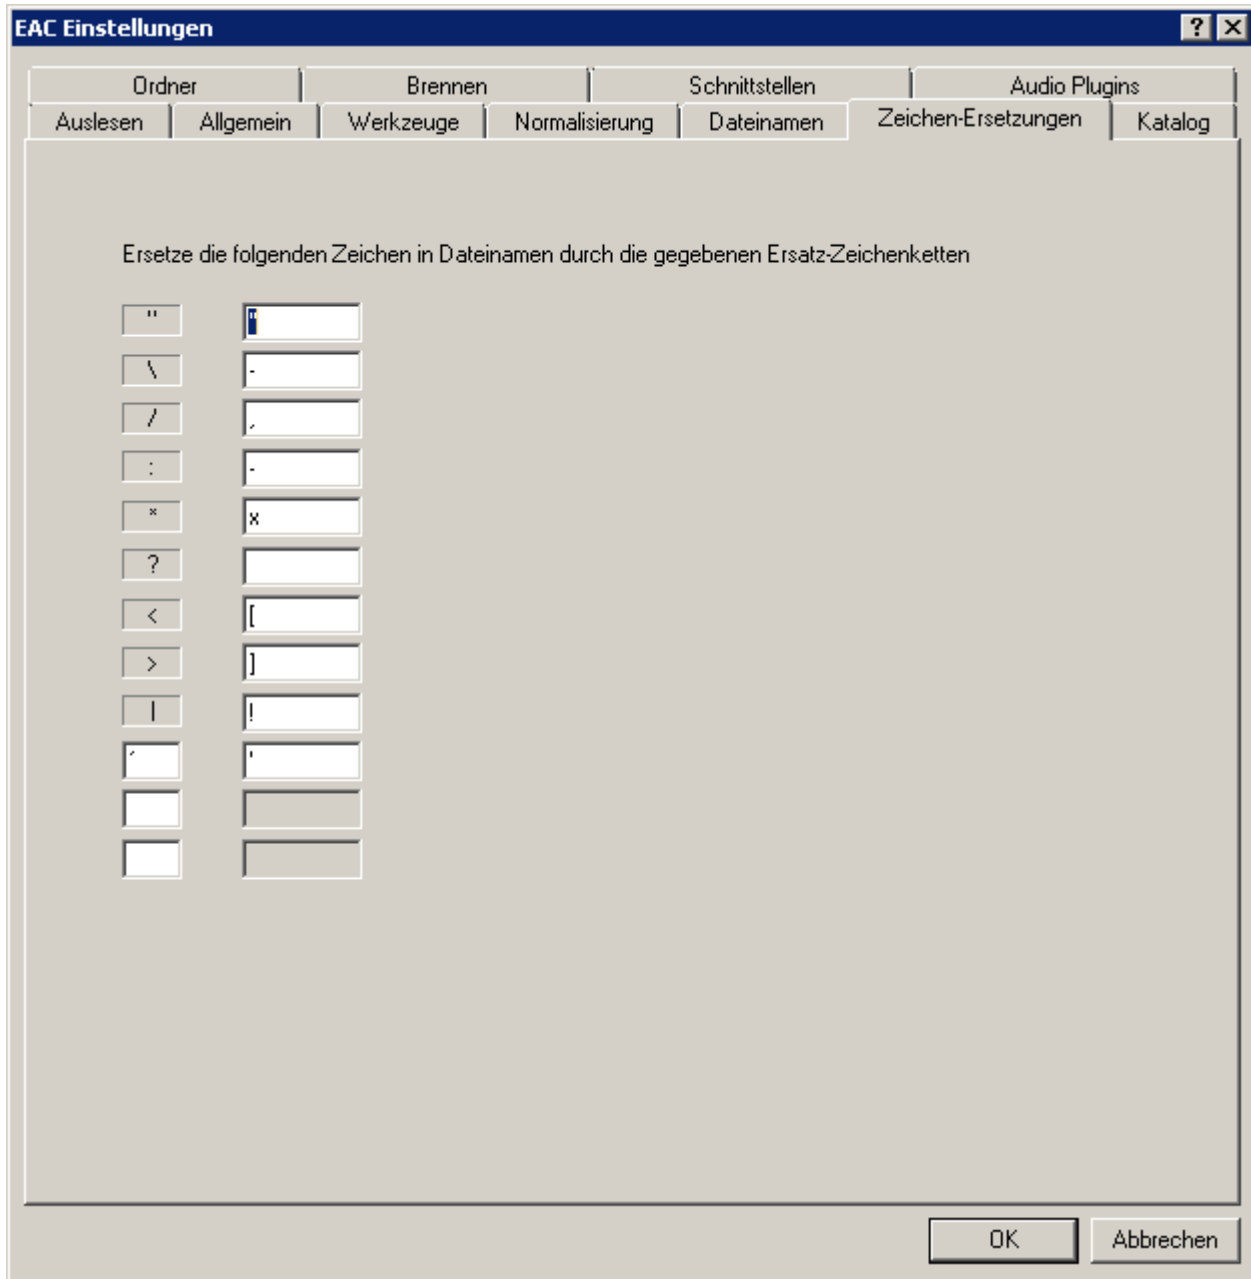 EAC Einstellungen
Ordner Brennen Schnittstellen Audio Plugins
Auslesen Allgemein Werkzeuge Normalisierung Dateinamen Zeichen-Ersetzungen Katalog
Ersetze die folgenden Zeichen in Dateinamen durch die gegebenen Ersatz-Zeichenketten
" "
\ -
/ ,
: -
* x
?
< [
> ]
| !
´ '
OK Abbrechen